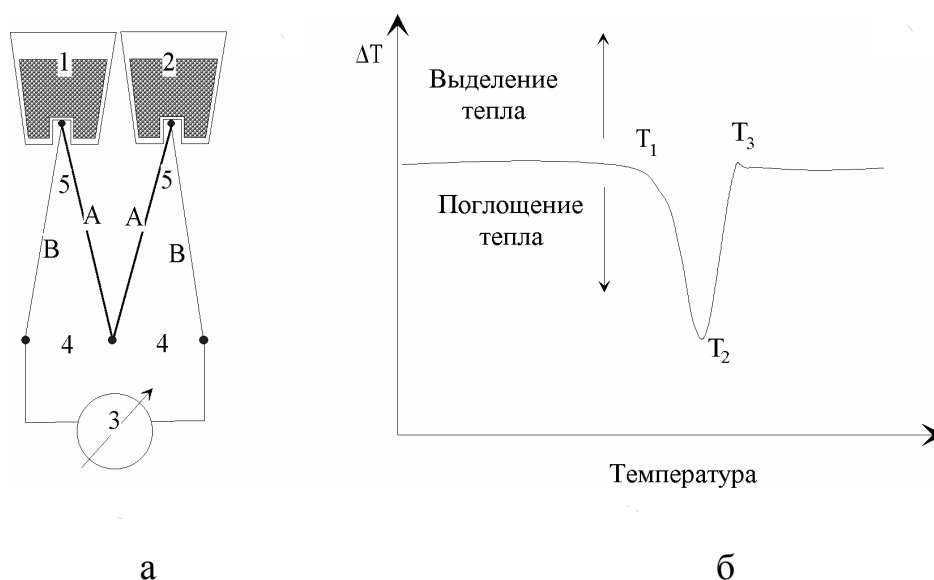 1 2
5 5
A A
B B
4 4
3
а
ΔT
Выделение
тепла
T1 T3
Поглощение
тепла
T2
Температура
б